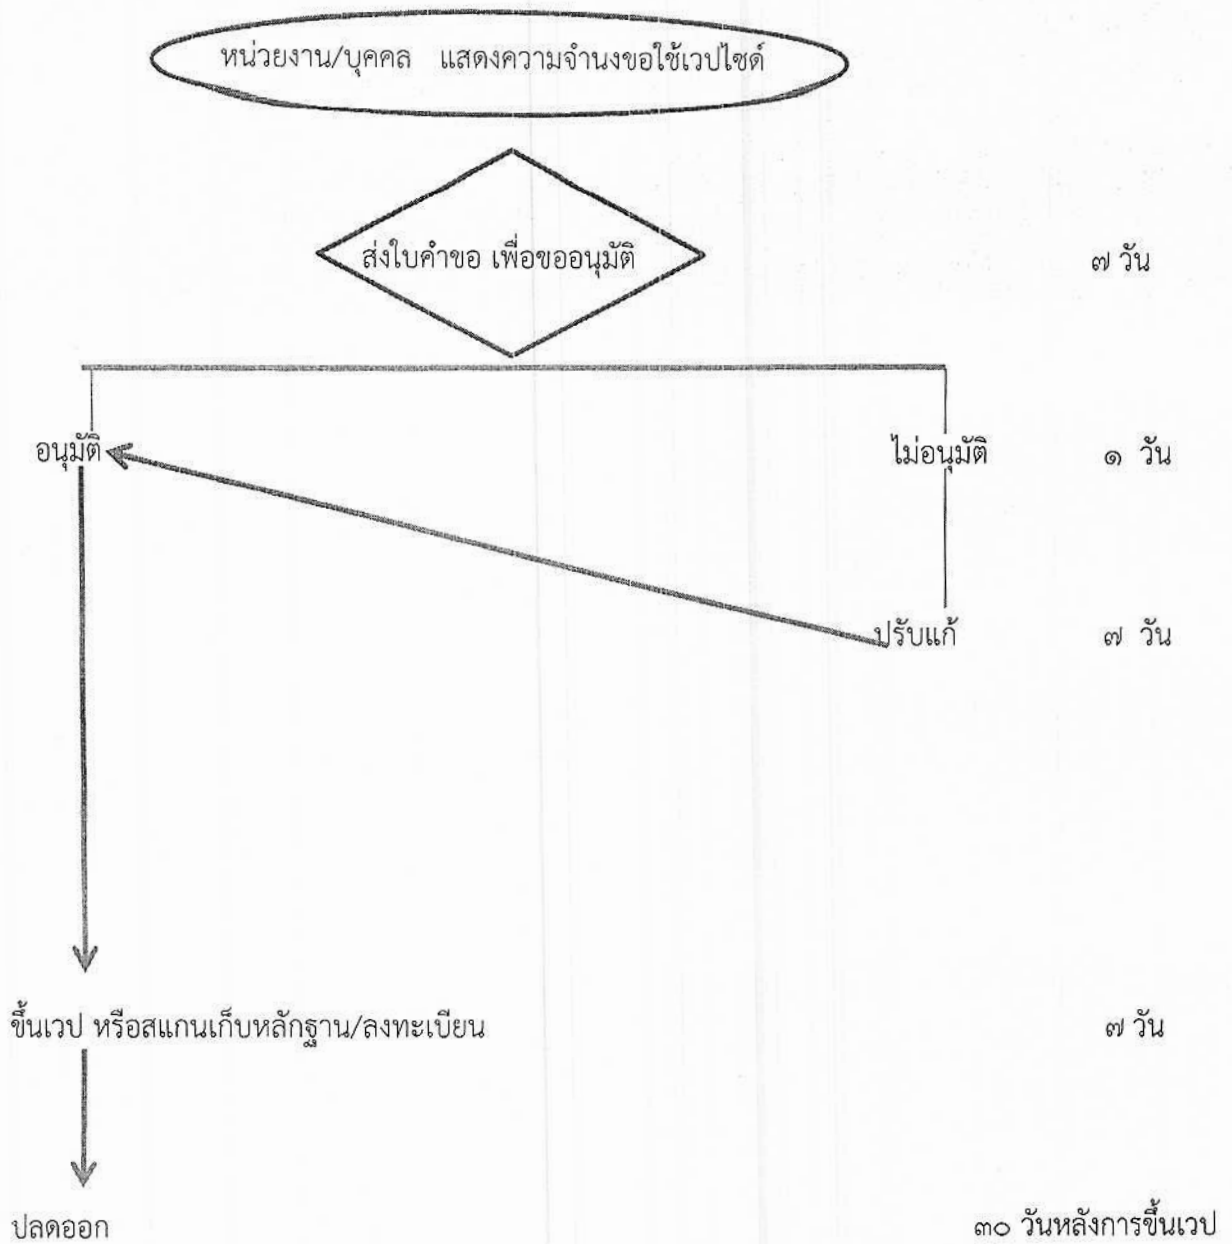 หน่วยงาน/บุคคล แสดงความจำนงขอใช้เวปไซด์
ส่งใบคำขอ เพื่อขออนุมัติ ๗ วัน
อนุมัติ ไม่อนุมัติ ๑ วัน
ปรับแก้ ๗ วัน
ขึ้นเวป หรือสแกนเก็บหลักฐาน/ลงทะเบียน ๗ วัน
ปลดออก ๓๐ วันหลังการขึ้นเวป